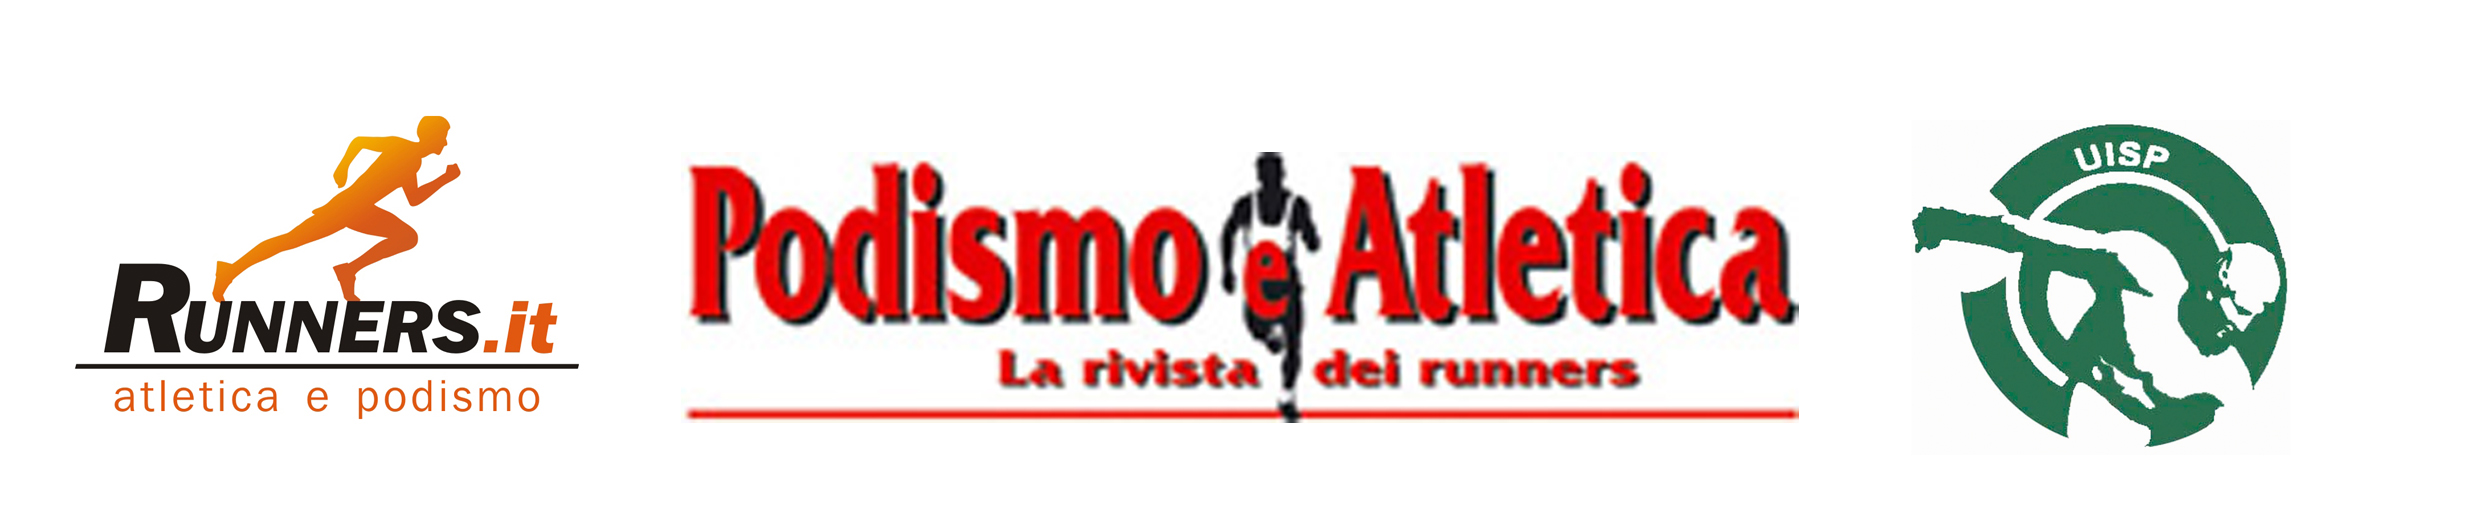 RUNNERS.it
atletica e podismo
Podismo e Atletica
La rivista dei runners
UISP